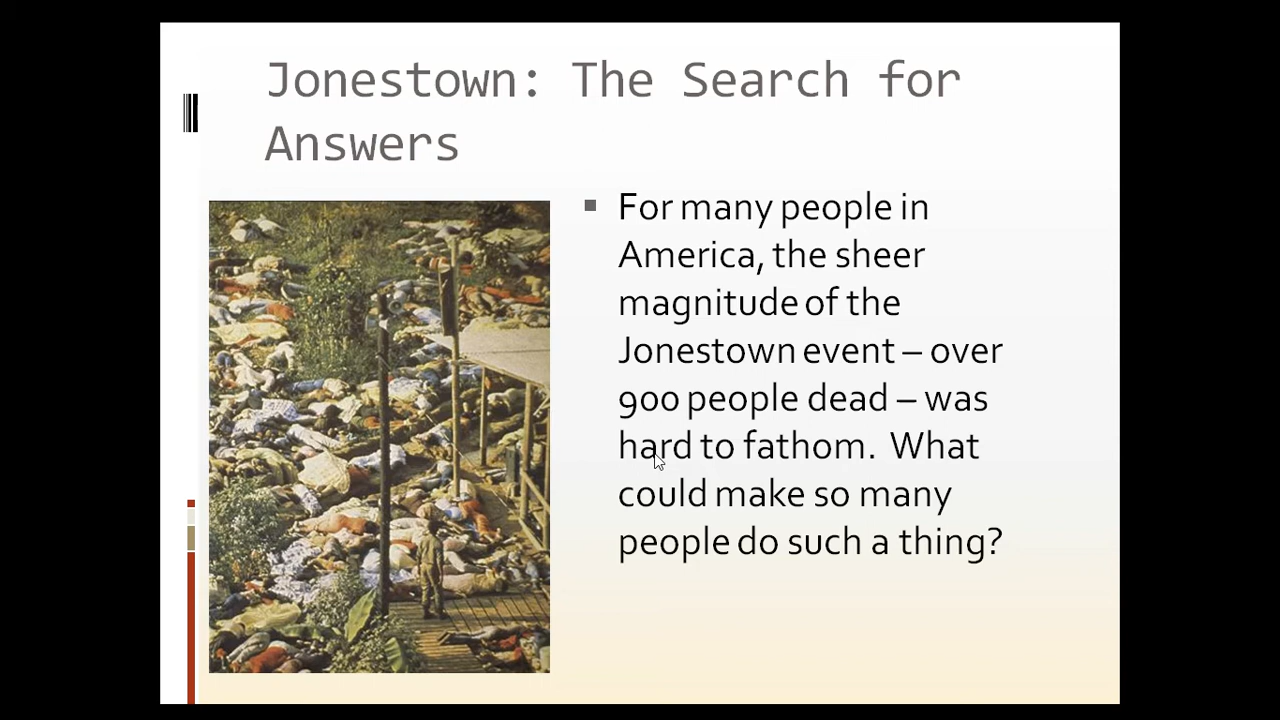 Jonestown: The Search for
Answers
For many people in
America, the sheer
magnitude of the
Jonestown event – over
900 people dead – was
hard to fathom.  What
could make so many
people do such a thing?